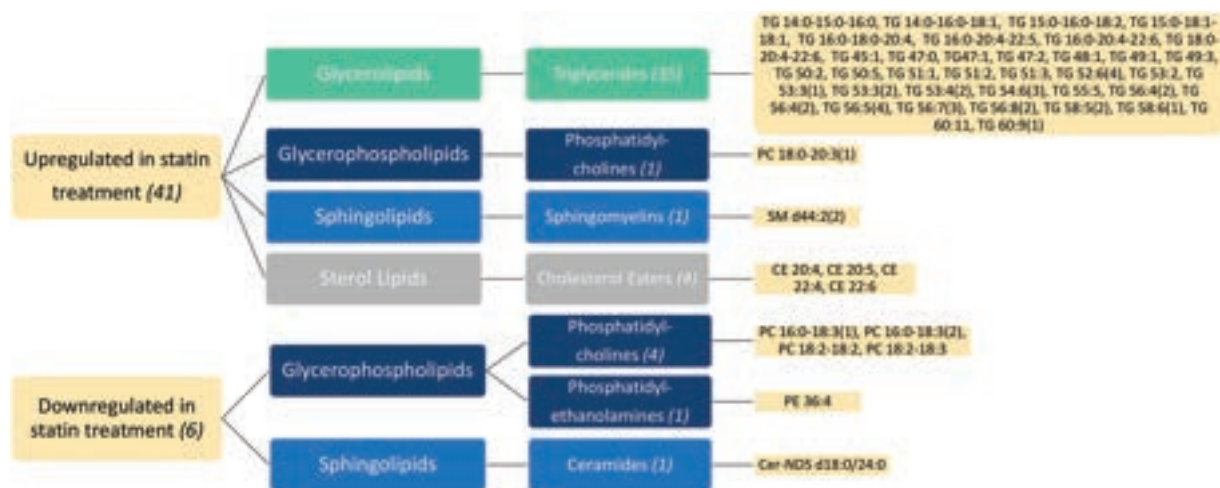 Upregulated in statin
treatment (41)
Glycerolipids
Triglycerides (35)
TG 14:0-15:0-16:0, TG 14:0-16:0-18:1, TG 15:0-16:0-18:2, TG 15:0-18:1-
18:1, TG 16:0-18:0-20:4, TG 16:0-20:4-22:5, TG 16:0-20:4-22:6, TG 18:0-
20:4-22:6, TG 45:1, TG 47:0, TG47:1, TG 47:2, TG 48:1, TG 49:1, TG 49:3,
TG 50:2, TG 50:5, TG 51:1, TG 51:2, TG 51:3, TG 52:6(4), TG 53:2, TG
53:3(1), TG 53:3(2), TG 53:4(2), TG 54:6(3), TG 55:5, TG 56:4(2), TG
56:4(2), TG 56:5(4), TG 56:7(3), TG 56:8(2), TG 58:5(2), TG 58:6(1), TG
60:11, TG 60:9(1)
Glycerophospholipids
Phosphatidyl-
cholines (1)
PC 18:0-20:3(1)
Sphingolipids
Sphingomyelins (1)
SM d44:2(2)
Sterol Lipids
Cholesterol Esters (4)
CE 20:4, CE 20:5, CE
22:4, CE 22:6
Downregulated in
statin treatment (6)
Glycerophospholipids
Phosphatidyl-
cholines (4)
PC 16:0-18:3(1), PC 16:0-18:3(2),
PC 18:2-18:2, PC 18:2-18:3
Phosphatidyl-
ethanolamines (1)
PE 36:4
Sphingolipids
Ceramides (1)
Cer-NDS d18:0/24:0